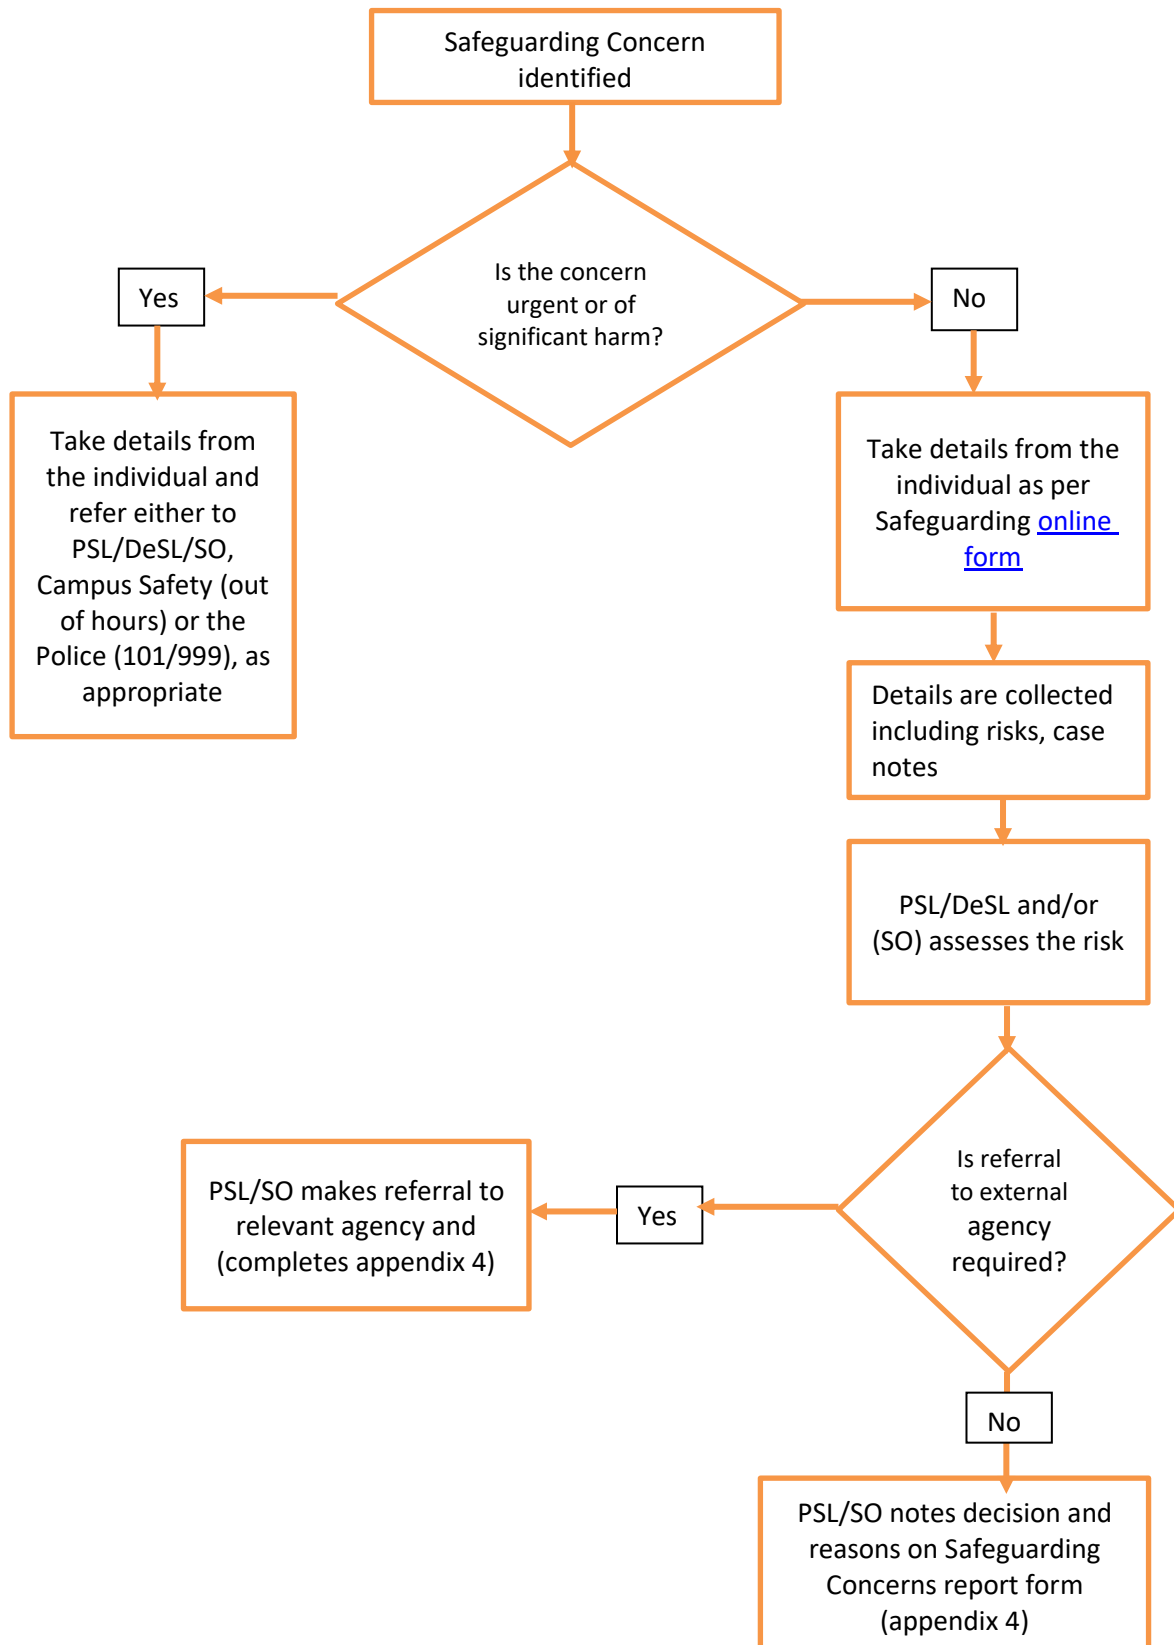 Safeguarding Concern
identified
Is the concern
urgent or of
significant harm?
Yes
No
Take details from
the individual and
refer either to
PSL/DeSL/SO,
Campus Safety (out
of hours) or the
Police (101/999), as
appropriate
Take details from the
individual as per
Safeguarding online
form
Details are collected
including risks, case
notes
PSL/DeSL and/or
(SO) assesses the risk
Is referral
to external
agency
required?
Yes
PSL/SO makes referral to
relevant agency and
(completes appendix 4)
No
PSL/SO notes decision and
reasons on Safeguarding
Concerns report form
(appendix 4)